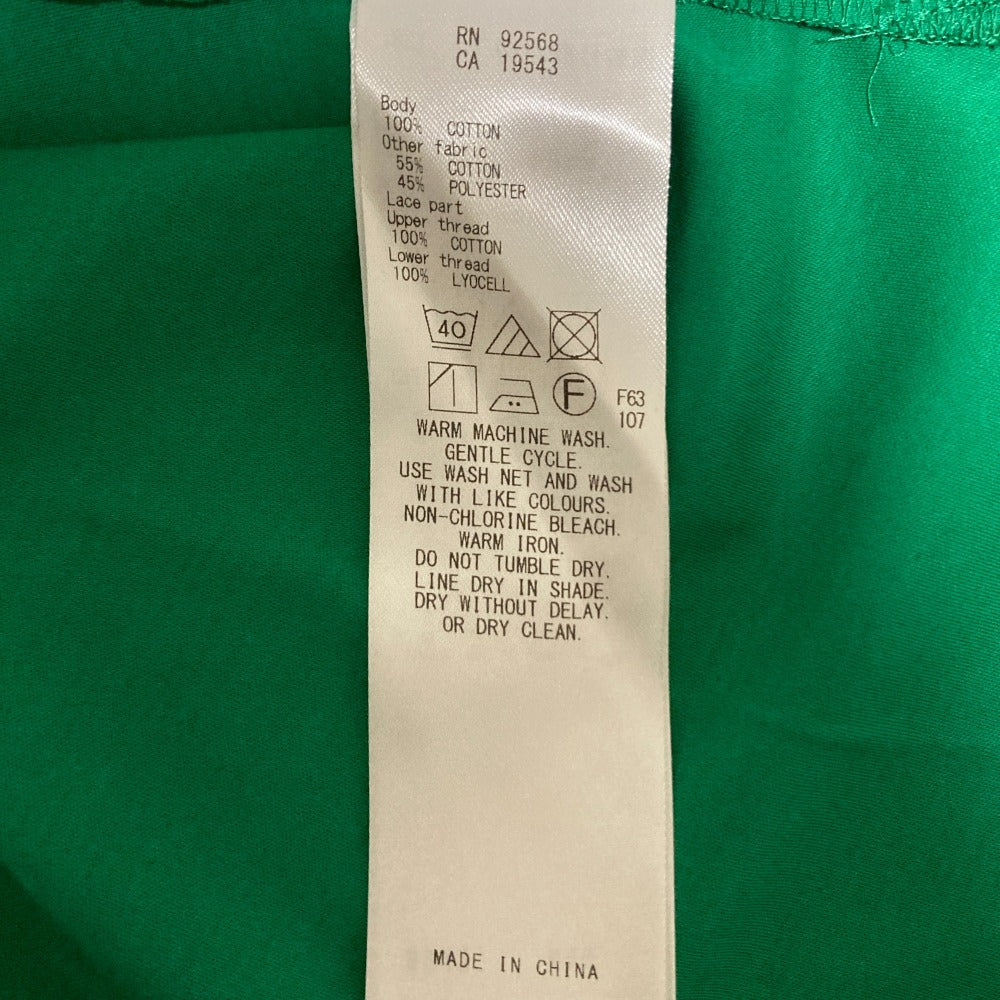 RN 92568
CA 19543
Body
100% COTTON
Other fabric
55% COTTON
45% POLYESTER
Lace part
Upper thread
100% COTTON
Lower thread
100% LYOCELL
40
F F63
107
WARM MACHINE WASH.
GENTLE CYCLE.
USE WASH NET AND WASH
WITH LIKE COLOURS.
NON-CHLORINE BLEACH.
WARM IRON.
DO NOT TUMBLE DRY.
LINE DRY IN SHADE.
DRY WITHOUT DELAY.
OR DRY CLEAN.
MADE IN CHINA